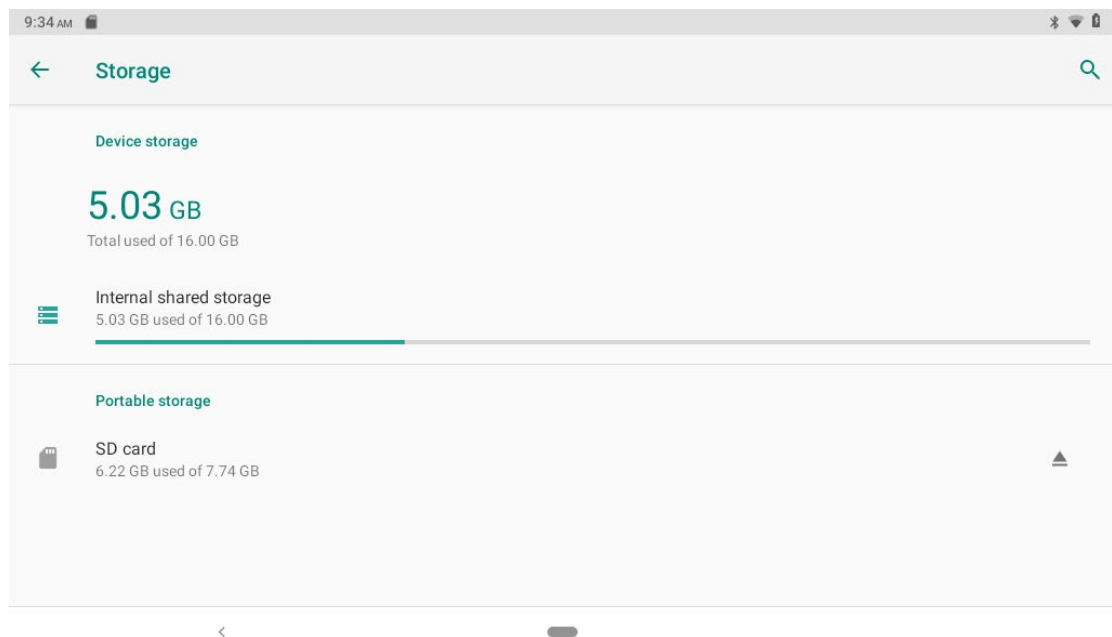 9:34 AM
Storage
Device storage
5.03 GB
Total used of 16.00 GB
Internal shared storage
5.03 GB used of 16.00 GB
Portable storage
SD card
6.22 GB used of 7.74 GB